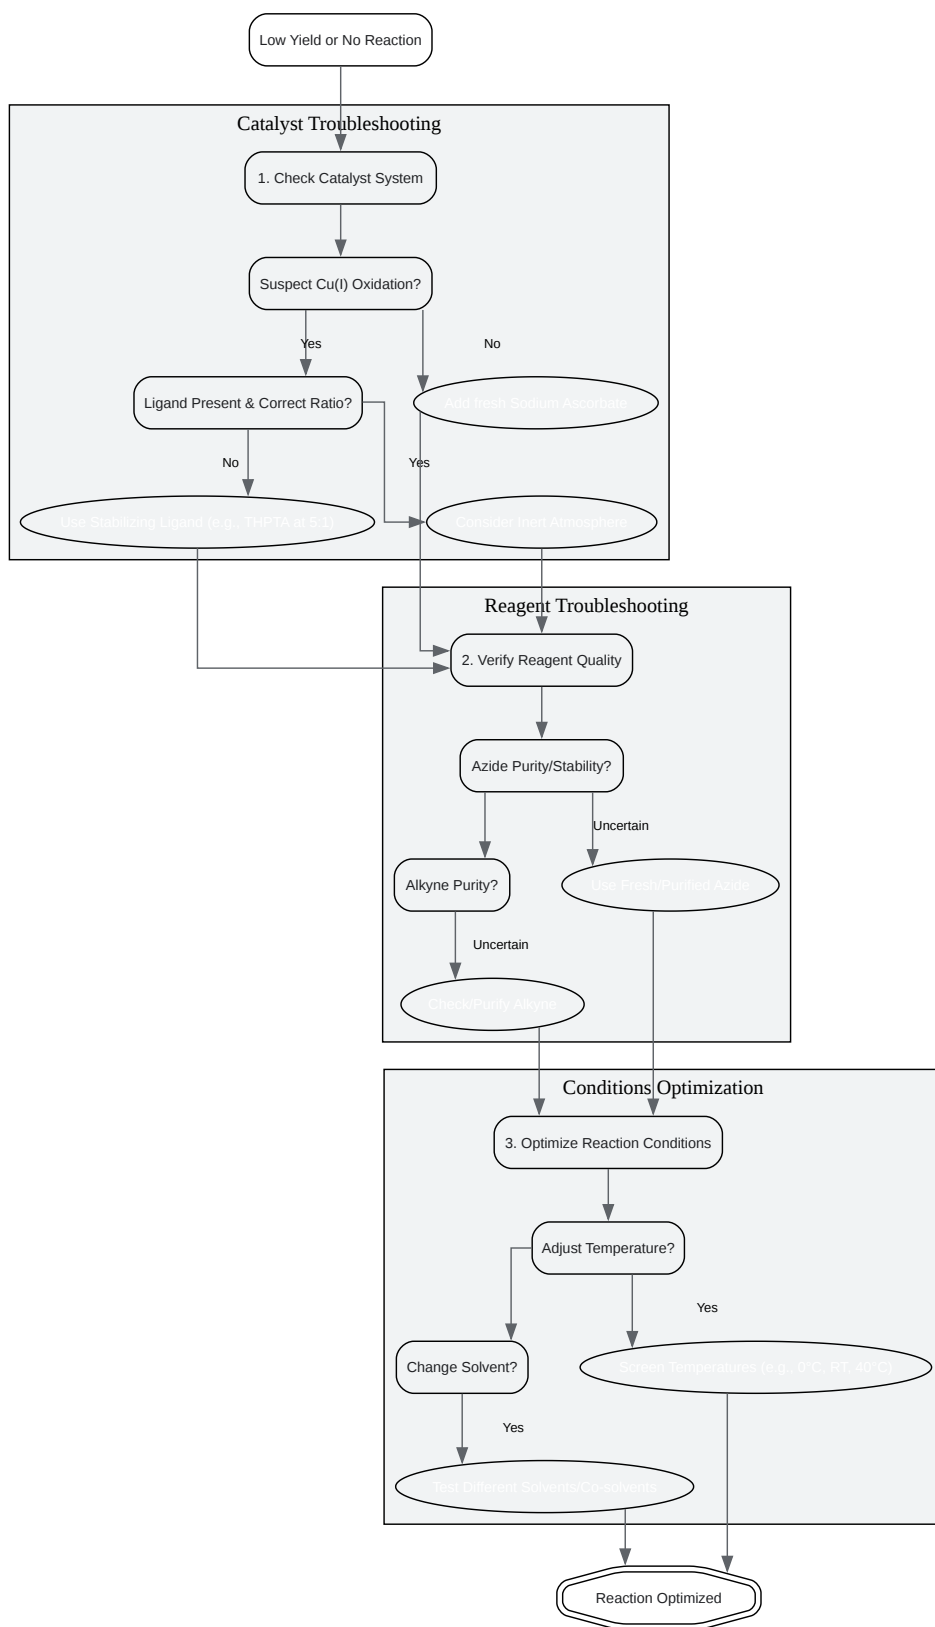 Low Yield or No Reaction
Catalyst Troubleshooting
1. Check Catalyst System
Suspect Cu(I) Oxidation?
Yes
No
Ligand Present & Correct Ratio?
Add fresh Sodium Ascorbate
No
Yes
Use Stabilizing Ligand (e.g., THPTA at 5:1)
Consider Inert Atmosphere
Reagent Troubleshooting
2. Verify Reagent Quality
Azide Purity/Stability?
Uncertain
Alkyne Purity?
Use Fresh/Purified Azide
Uncertain
Check/Purify Alkyne
Conditions Optimization
3. Optimize Reaction Conditions
Adjust Temperature?
Yes
Change Solvent?
Screen Temperatures (e.g., 0°C, RT, 40°C)
Yes
Test Different Solvents/Co-solvents
Reaction Optimized